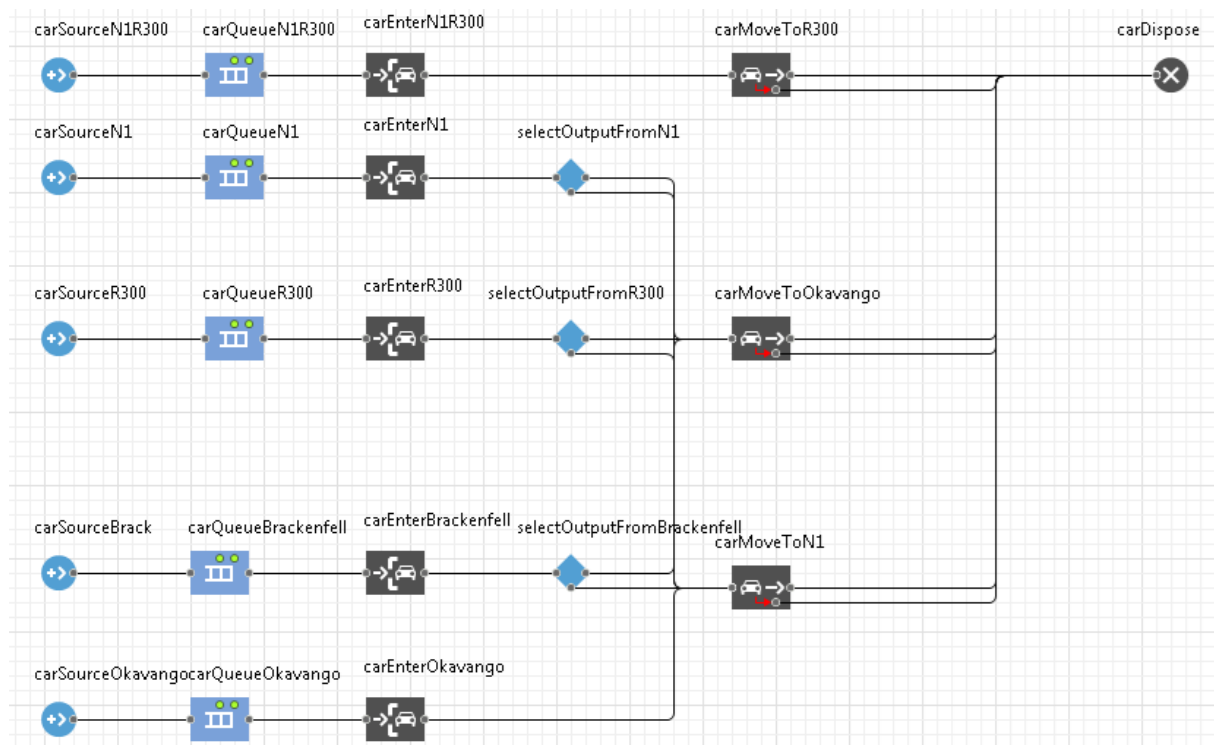 carSourceN1R300
carQueueN1R300
carEnterN1R300
carMoveToR300
carDispose
carSourceN1
carQueueN1
carEnterN1
selectOutputFromN1
carSourceR300
carQueueR300
carEnterR300
selectOutputFromR300
carMoveToOkavango
carSourceBrack
carQueueBrackenfell
carEnterBrackenfell
selectOutputFromBrackenfell
carMoveToN1
carSourceOkavango
carQueueOkavango
carEnterOkavango